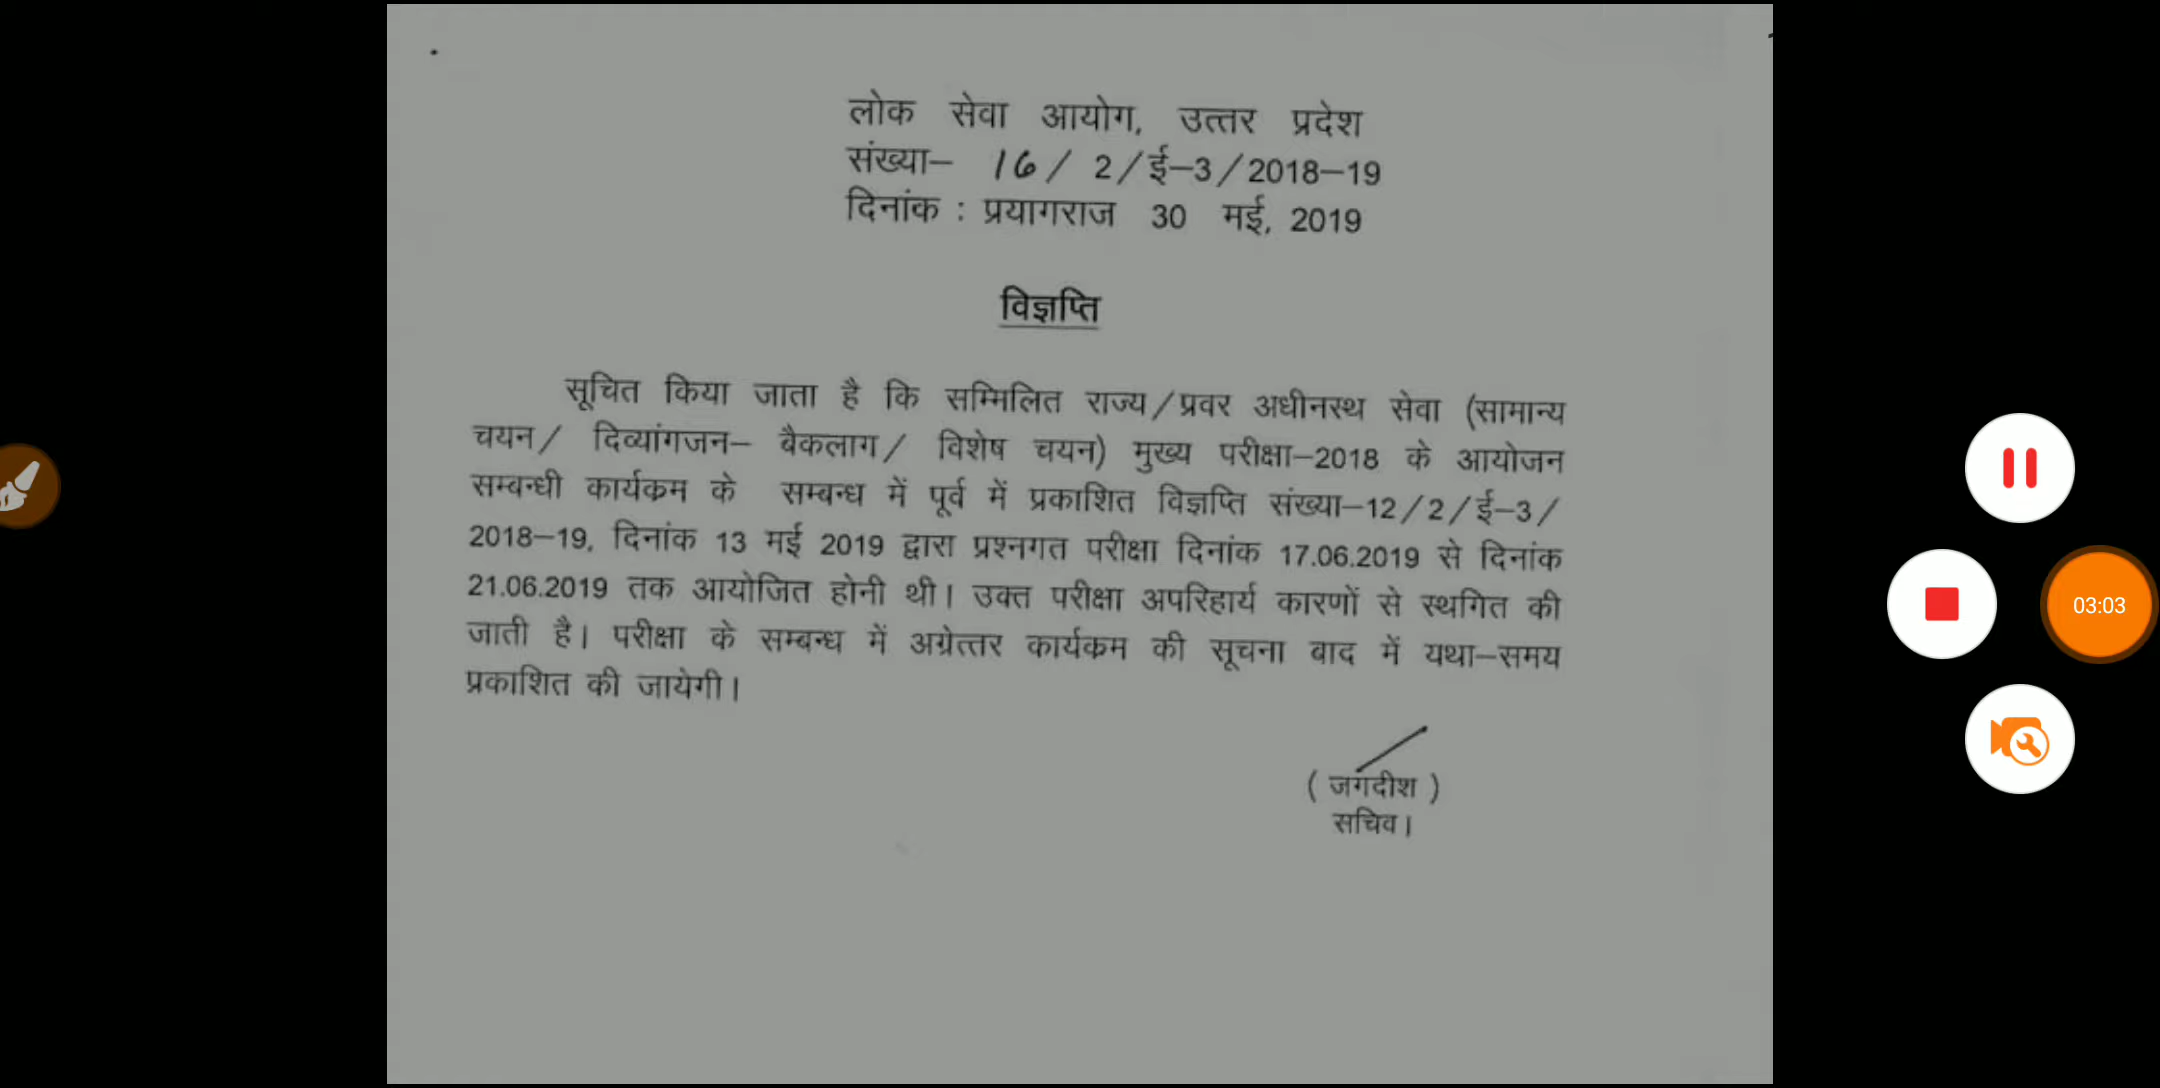 लोक सेवा आयोग, उत्तर प्रदेश
संख्या– 16/ 2/ई–3/2018–19
दिनांक : प्रयागराज 30 मई, 2019
विज्ञप्ति
सूचित किया जाता है कि सम्मिलित राज्य/प्रवर अधीनस्थ सेवा (सामान्य
चयन/ दिव्यांगजन– बैकलाग/ विशेष चयन) मुख्य परीक्षा–2018 के आयोजन
सम्बन्धी कार्यक्रम के सम्बन्ध में पूर्व में प्रकाशित विज्ञप्ति संख्या–12/2/ई–3/
2018–19, दिनांक 13 मई 2019 द्वारा प्रश्नगत परीक्षा दिनांक 17.06.2019 से दिनांक
21.06.2019 तक आयोजित होनी थी। उक्त परीक्षा अपरिहार्य कारणों से स्थगित की
जाती है। परीक्षा के सम्बन्ध में अग्रेत्तर कार्यक्रम की सूचना बाद में यथा–समय
प्रकाशित की जायेगी।
( जगदीश )
सचिव।
03:03